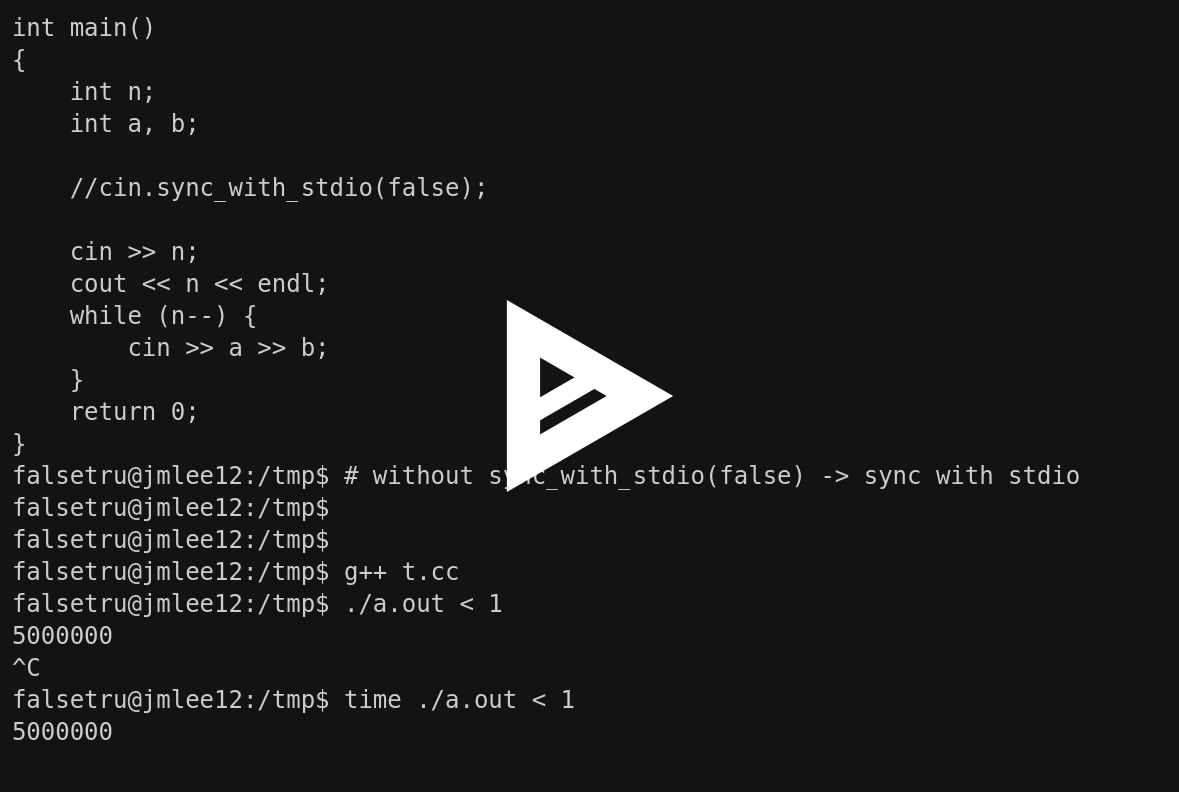 int main()
{
    int n;
    int a, b;

    //cin.sync_with_stdio(false);

    cin >> n;
    cout << n << endl;
    while (n--) {
        cin >> a >> b;
    }
    return 0;
}
falsetru@jmlee12:/tmp$ # without sync_with_stdio(false) -> sync with stdio
falsetru@jmlee12:/tmp$
falsetru@jmlee12:/tmp$
falsetru@jmlee12:/tmp$ g++ t.cc
falsetru@jmlee12:/tmp$ ./a.out < 1
5000000
^C
falsetru@jmlee12:/tmp$ time ./a.out < 1
5000000